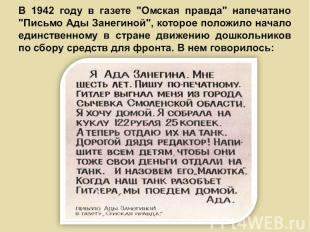 В 1942 году в газете "Омская правда" напечатано
"Письмо Ады Занегиной", которое положило начало
единственному в стране движению дошкольников
по сбору средств для фронта. В нем говорилось:
Я АДА ЗАНЕГИНА. МНЕ
ШЕСТЬ ЛЕТ. ПИШУ ПО-ПЕЧАТНОМУ.
ГИТЛЕР ВЫГНАЛ МЕНЯ ИЗ ГОРОДА
СЫЧЕВКА СМОЛЕНСКОЙ ОБЛАСТИ.
Я ХОЧУ ДОМОЙ. Я СОБРАЛА НА
КУКЛУ 122 РУБЛЯ 25 КОПЕЕК.
А ТЕПЕРЬ ОТДАЮ ИХ НА ТАНК.
ДОРОГОЙ ДЯДЯ РЕДАКТОР! НАПИ-
ШИТЕ ВСЕМ ДЕТЯМ, ЧТОБЫ ОНИ
ТОЖЕ СВОИ ДЕНЬГИ ОТДАЛИ НА
ТАНК. И НАЗОВЕМ ЕГО „МАЛЮТКА".
КОГДА НАШ ТАНК РАЗОБЬЕТ
ГИТЛЕРА, МЫ ПОЕДЕМ ДОМОЙ.
АДА.
ПИСЬМО АДЫ ЗАНЕГИНОЙ
В ГАЗЕТУ „ОМСКАЯ ПРАВДА"
PPT4WEB.ru